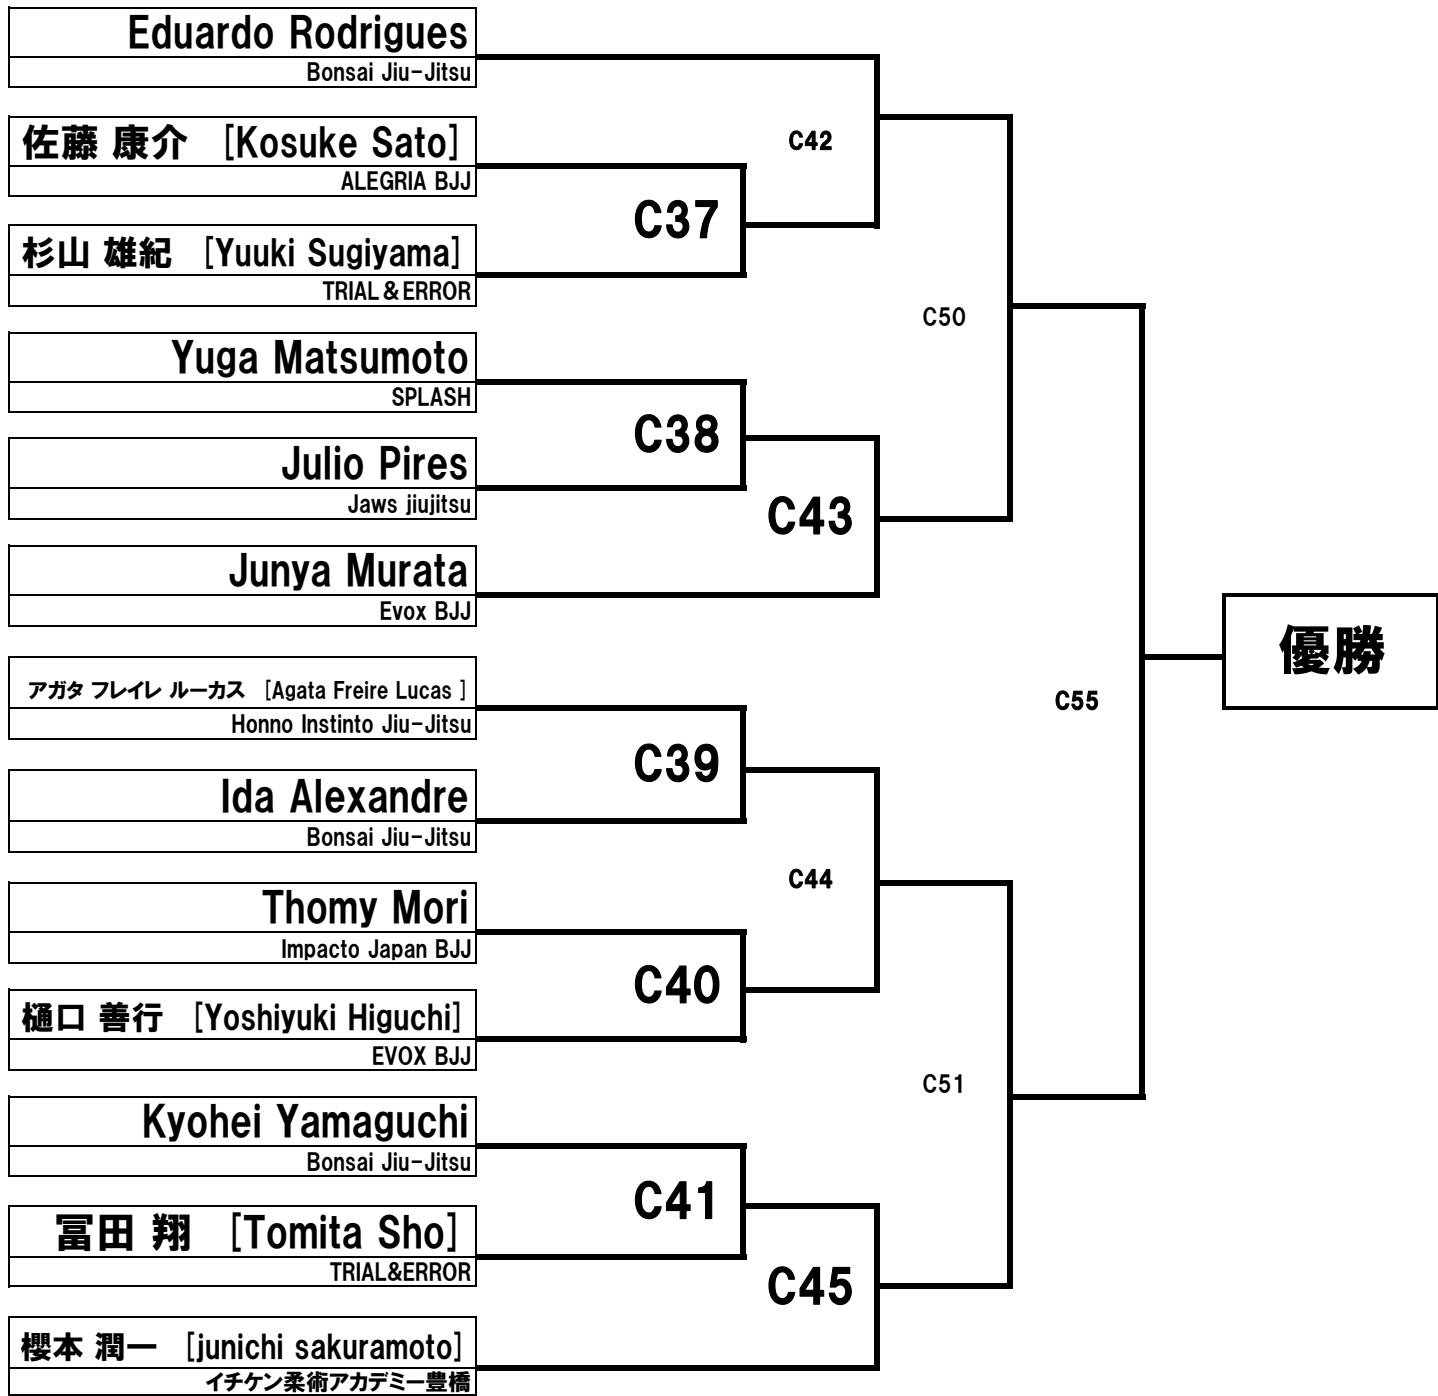 Eduardo Rodrigues
Bonsai Jiu-Jitsu
C42
佐藤 康介 [Kosuke Sato]
ALEGRIA BJJ
C37
杉山 雄紀 [Yuuki Sugiyama]
TRIAL＆ERROR
C50
Yuga Matsumoto
SPLASH
C38
Julio Pires
Jaws jiujitsu
C43
Junya Murata
Evox BJJ
優勝
アガタ フレイレ ルーカス [Agata Freire Lucas ]
Honno Instinto Jiu-Jitsu
C55
C39
Ida Alexandre
Bonsai Jiu-Jitsu
C44
Thomy Mori
Impacto Japan BJJ
C40
樋口 善行 [Yoshiyuki Higuchi]
EVOX BJJ
C51
Kyohei Yamaguchi
Bonsai Jiu-Jitsu
C41
冨田 翔 [Tomita Sho]
TRIAL&ERROR
C45
櫻本 潤一 [junichi sakuramoto]
イチケン柔術アカデミー豊橋